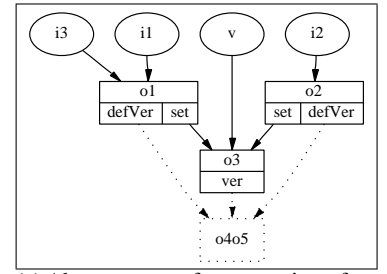 i3 i1 v i2
o1 o2
defVer set set defVer
o3
ver
o4o5